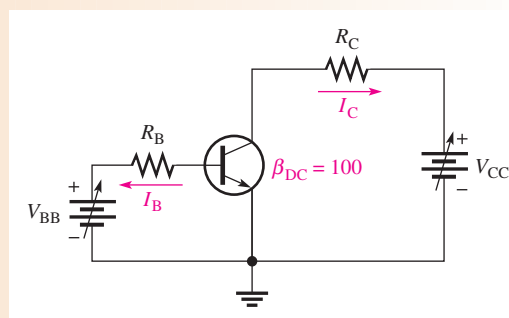 R_C
I_C
R_B
β_DC = 100
+
V_CC
−
+
I_B
V_BB
−